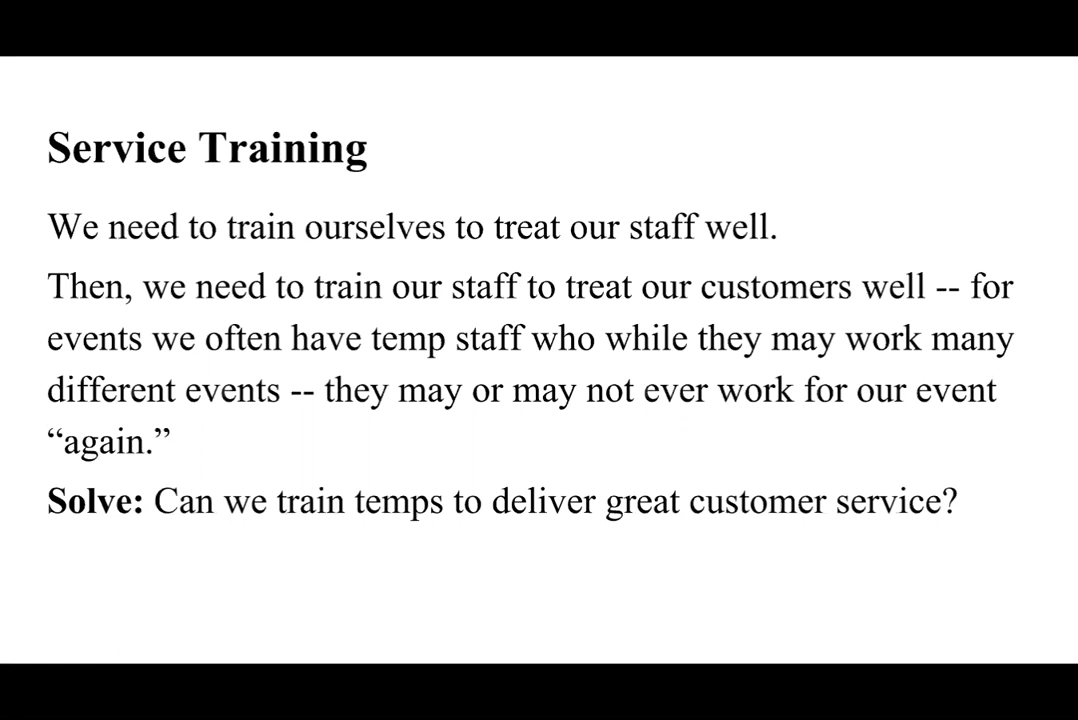 Service Training
We need to train ourselves to treat our staff well.
Then, we need to train our staff to treat our customers well -- for
events we often have temp staff who while they may work many
different events -- they may or may not ever work for our event
“again.”
Solve: Can we train temps to deliver great customer service?